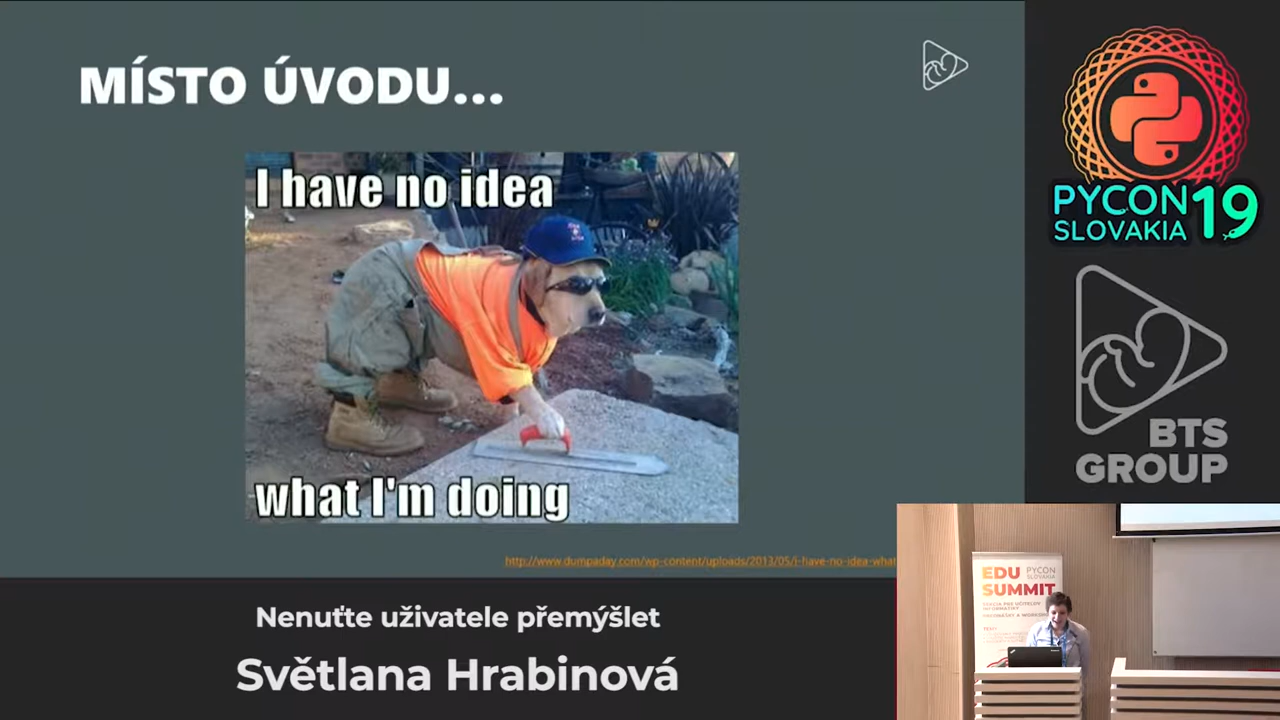 MÍSTO ÚVODU...
I have no idea
what I'm doing
http://www.dumpaday.com/wp-content/uploads/2013/05/i-have-no-idea-what
Nenuťte uživatele přemýšlet
Světlana Hrabinová
PYCON 19
SLOVAKIA
BTS
GROUP
EDU PYCON
SLOVAKIA
SUMMIT